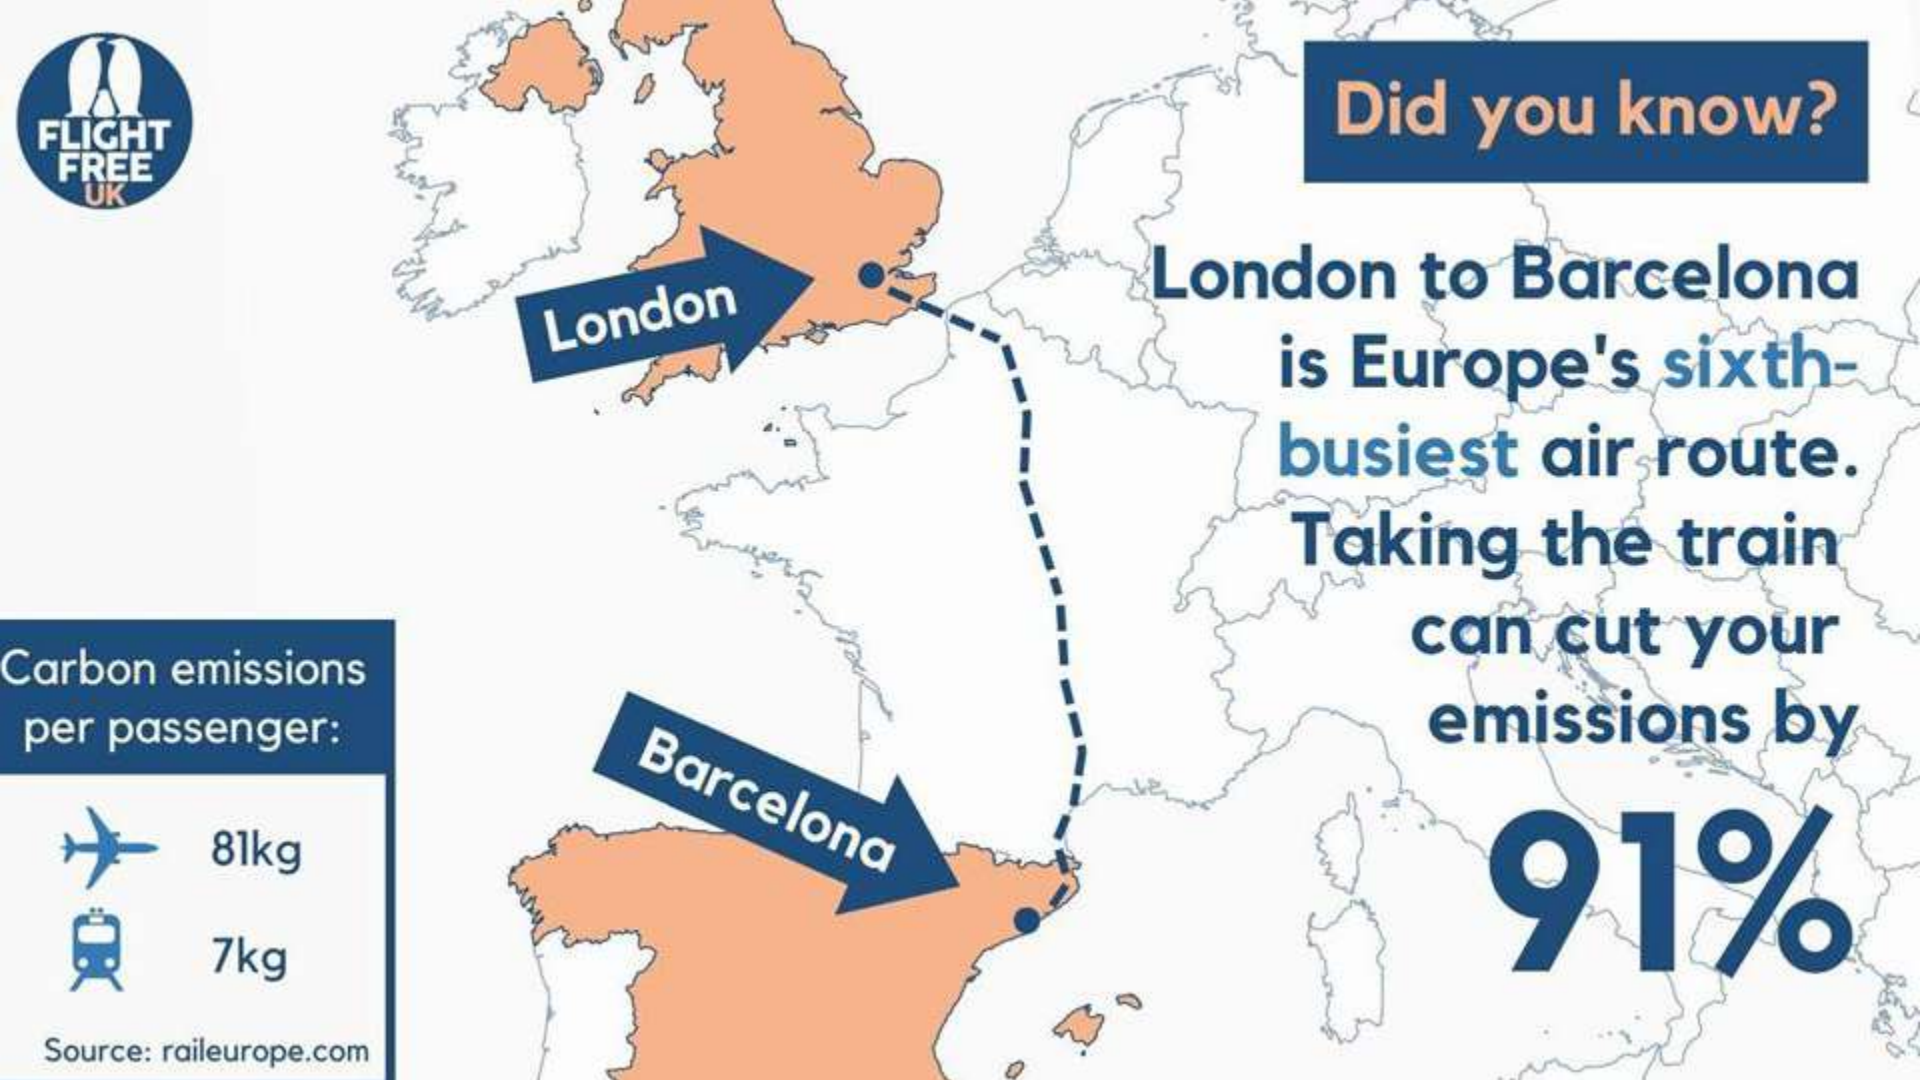 FLIGHT
FREE
UK
Did you know?
London to Barcelona
is Europe's sixth-
busiest air route.
Taking the train
can cut your
emissions by
91%
London
Barcelona
Carbon emissions
per passenger:
81kg
7kg
Source: raileurope.com